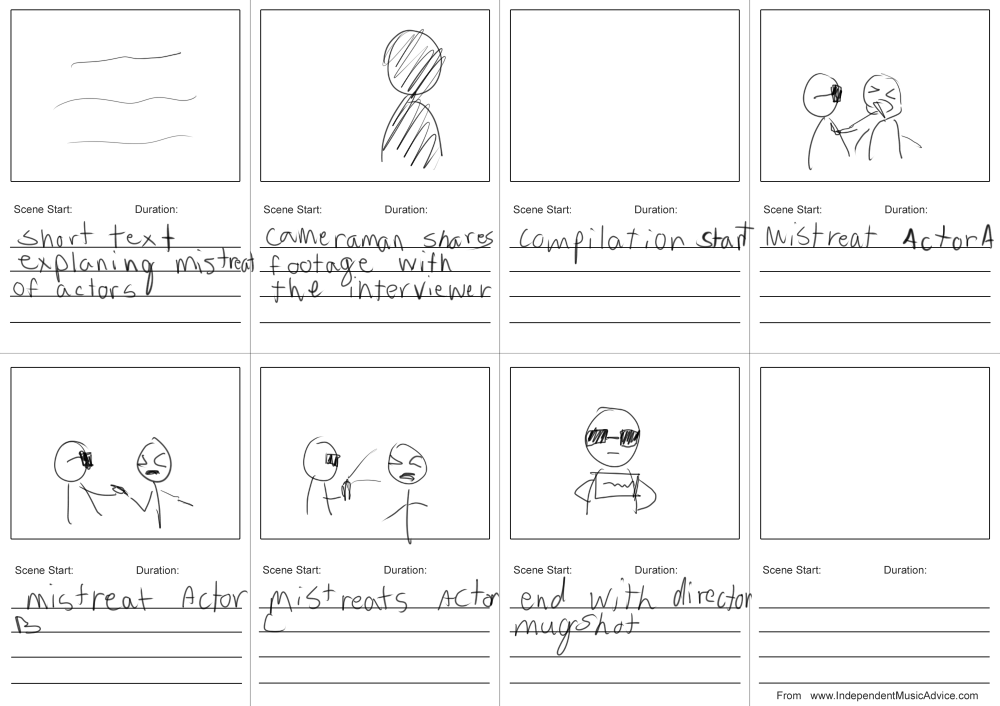 Scene Start: Duration:
short text
explaning mistreat
of actors
Scene Start: Duration:
cameraman shares
footage with
the interviewer
Scene Start: Duration:
compilation start
Scene Start: Duration:
Mistreat Actor A
Scene Start: Duration:
mistreat Actor
B
Scene Start: Duration:
Mistreats Actor
C
Scene Start: Duration:
end with director
mugshot
Scene Start: Duration:
From www.IndependentMusicAdvice.com